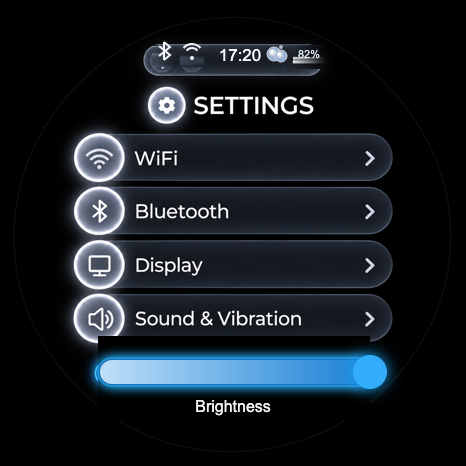 17:20 82%
SETTINGS
WiFi
Bluetooth
Display
Sound & Vibration
Brightness